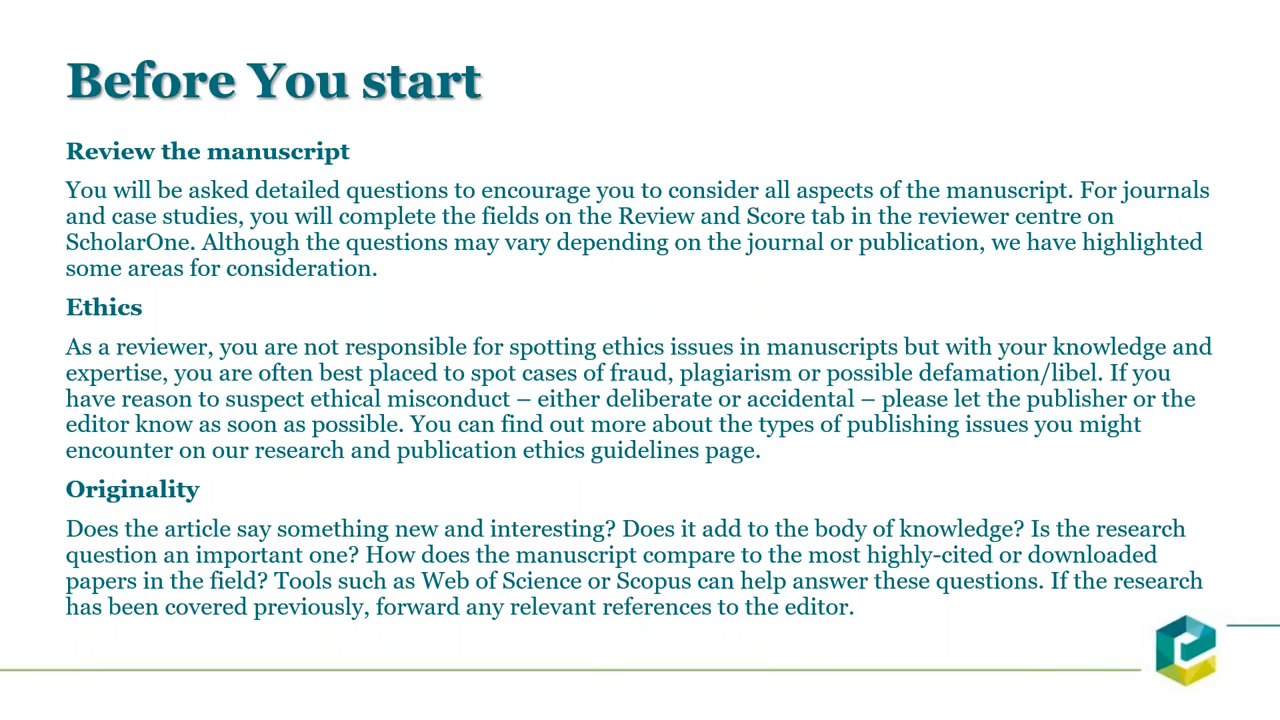 Before You start
Review the manuscript
You will be asked detailed questions to encourage you to consider all aspects of the manuscript. For journals
and case studies, you will complete the fields on the Review and Score tab in the reviewer centre on
ScholarOne. Although the questions may vary depending on the journal or publication, we have highlighted
some areas for consideration.
Ethics
As a reviewer, you are not responsible for spotting ethics issues in manuscripts but with your knowledge and
expertise, you are often best placed to spot cases of fraud, plagiarism or possible defamation/libel. If you
have reason to suspect ethical misconduct – either deliberate or accidental – please let the publisher or the
editor know as soon as possible. You can find out more about the types of publishing issues you might
encounter on our research and publication ethics guidelines page.
Originality
Does the article say something new and interesting? Does it add to the body of knowledge? Is the research
question an important one? How does the manuscript compare to the most highly-cited or downloaded
papers in the field? Tools such as Web of Science or Scopus can help answer these questions. If the research
has been covered previously, forward any relevant references to the editor.